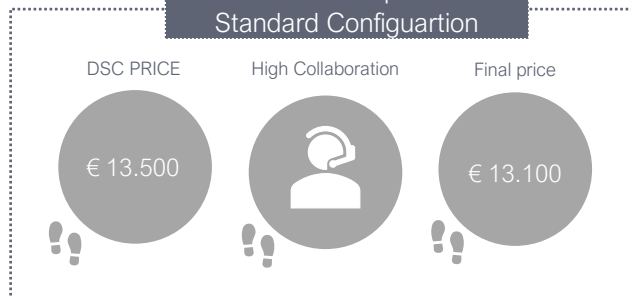 Standard Configuartion
DSC PRICE
High Collaboration
Final price
€ 13.500
€ 13.100